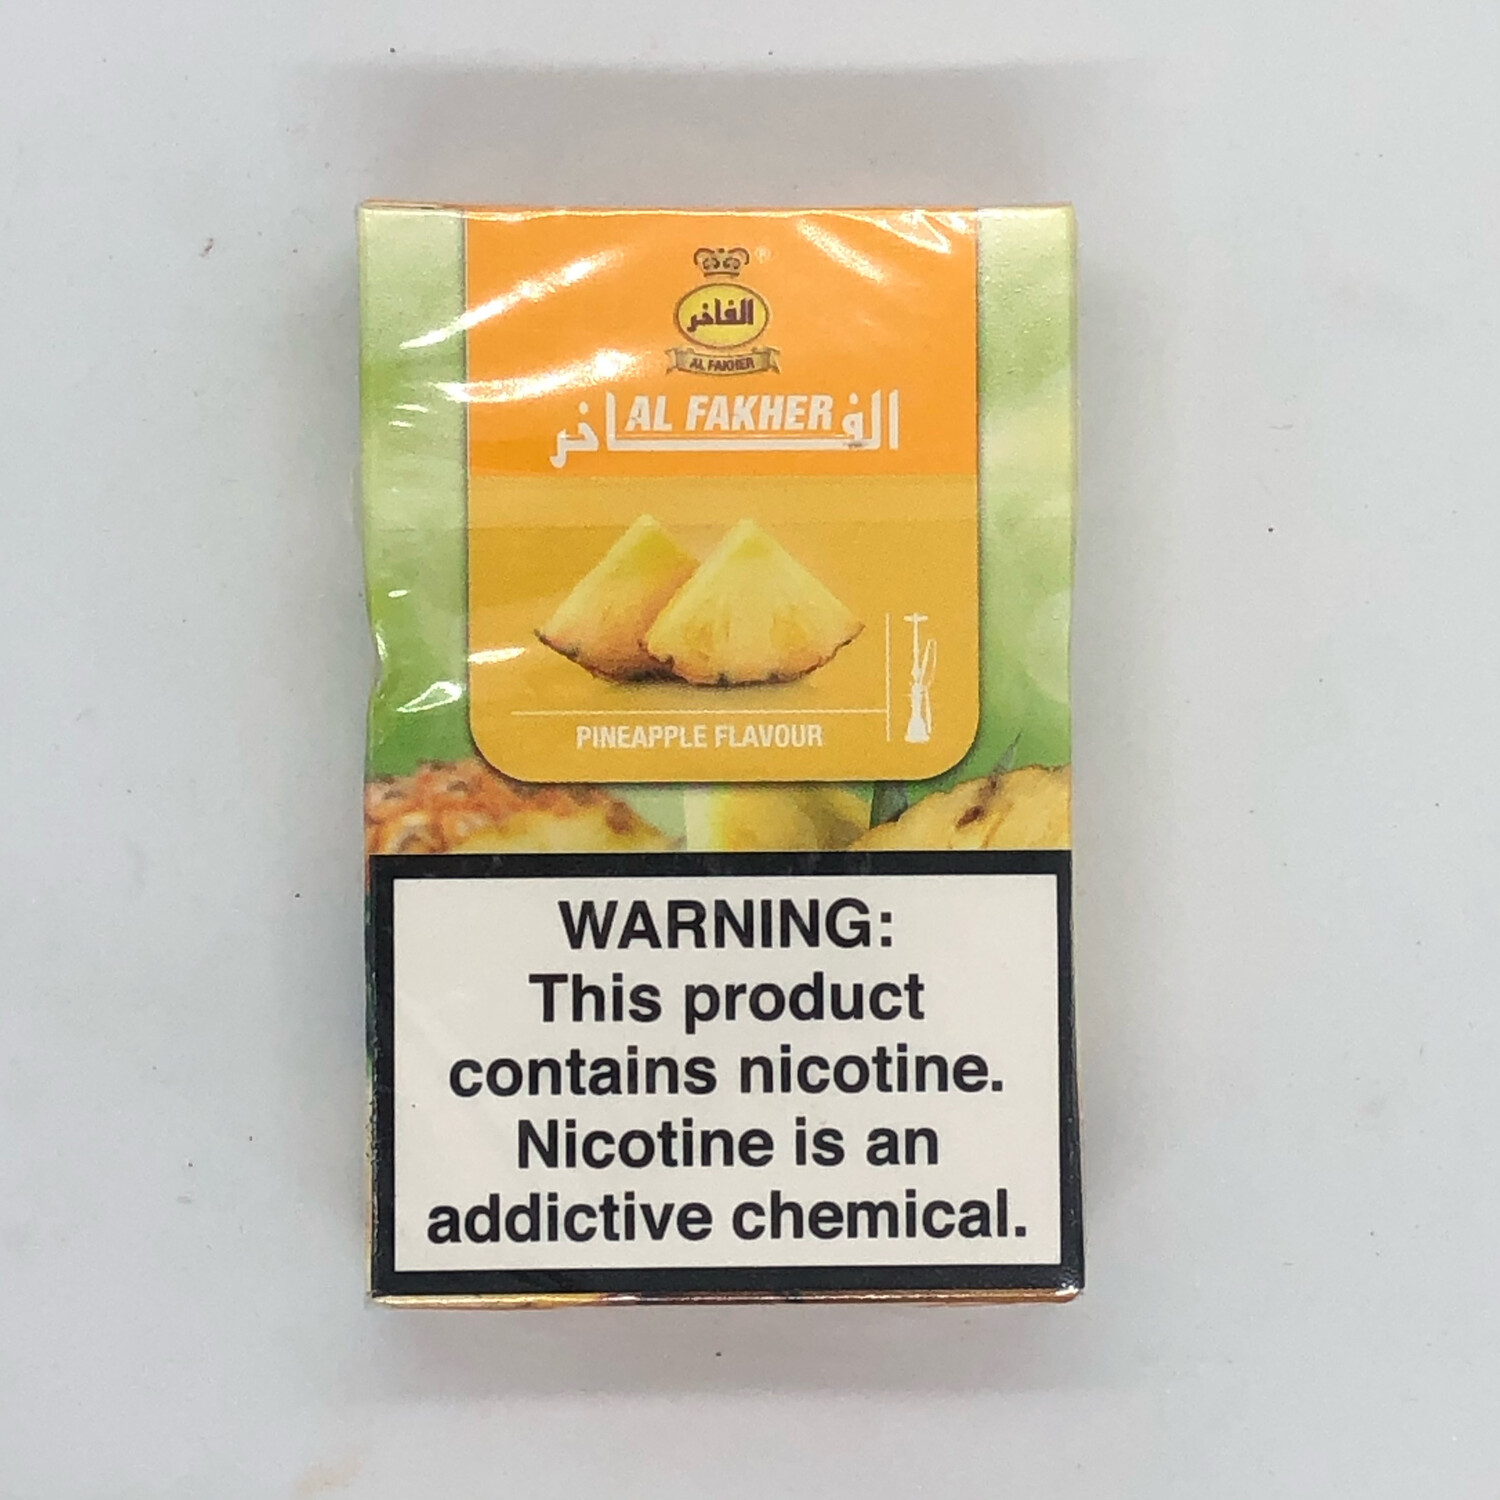 ®
الفاخر
AL FAKHER
الفاخر
AL FAKHER
PINEAPPLE FLAVOUR
WARNING:
This product
contains nicotine.
Nicotine is an
addictive chemical.